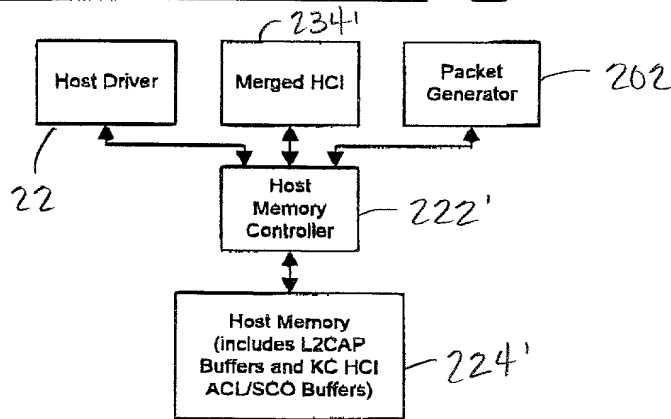 234'
Host Driver
Merged HCI
Packet
Generator
202
22
Host
Memory
Controller
222'
Host Memory
(includes L2CAP
Buffers and KC HCI
ACL/SCO Buffers)
224'